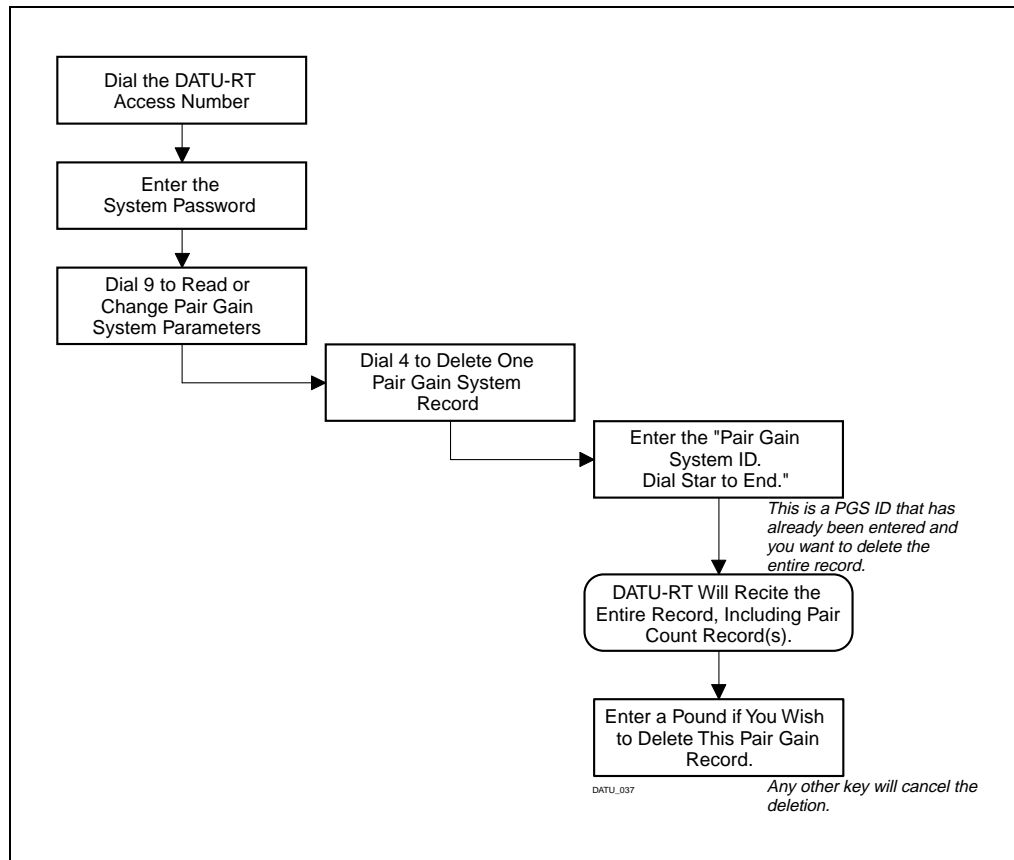 Dial the DATU-RT
Access Number
Enter the
System Password
Dial 9 to Read or
Change Pair Gain
System Parameters
Dial 4 to Delete One
Pair Gain System
Record
Enter the "Pair Gain
System ID.
Dial Star to End."
This is a PGS ID that has
already been entered and
you want to delete the
entire record.
DATU-RT Will Recite the
Entire Record, Including Pair
Count Record(s).
Enter a Pound if You Wish
to Delete This Pair Gain
Record.
DATU_037
Any other key will cancel the
deletion.